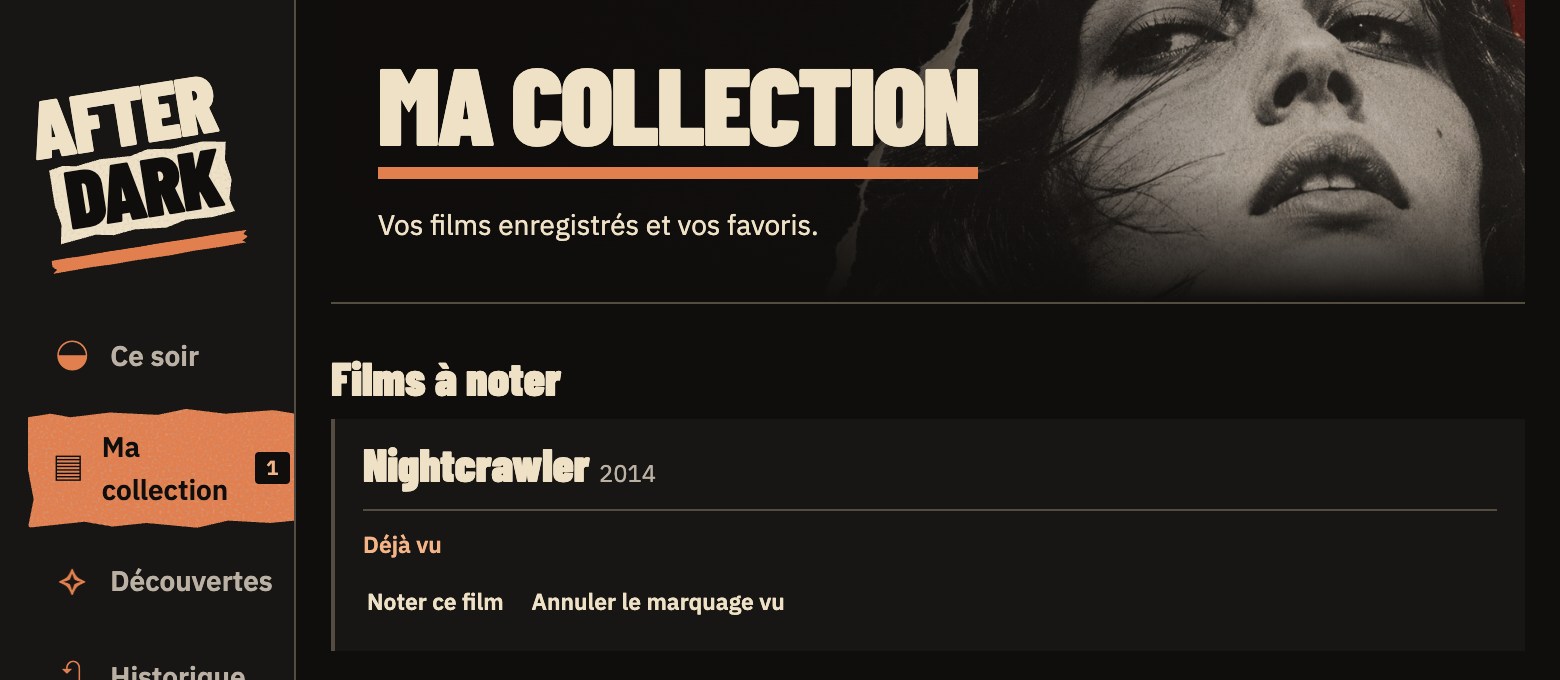 AFTER
DARK
Ce soir
Ma
collection
1
Découvertes
Historique
MA COLLECTION
Vos films enregistrés et vos favoris.
Films à noter
Nightcrawler 2014
Déjà vu
Noter ce film Annuler le marquage vu